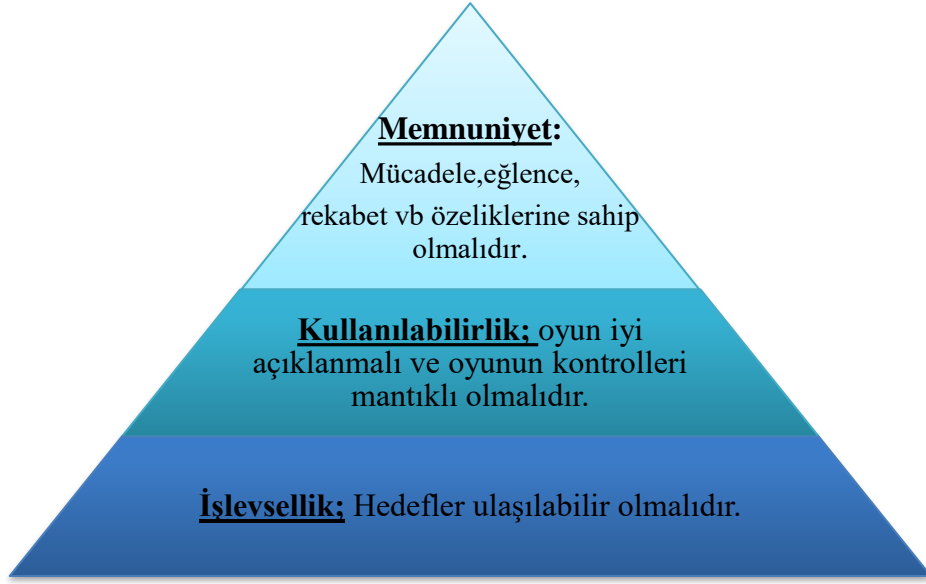 Memnuniyet:
Mücadele,eğlence,
rekabet vb özeliklerine sahip
olmalıdır.
Kullanılabilirlik; oyun iyi
açıklanmalı ve oyunun kontrolleri
mantıklı olmalıdır.
İşlevsellik; Hedefler ulaşılabilir olmalıdır.